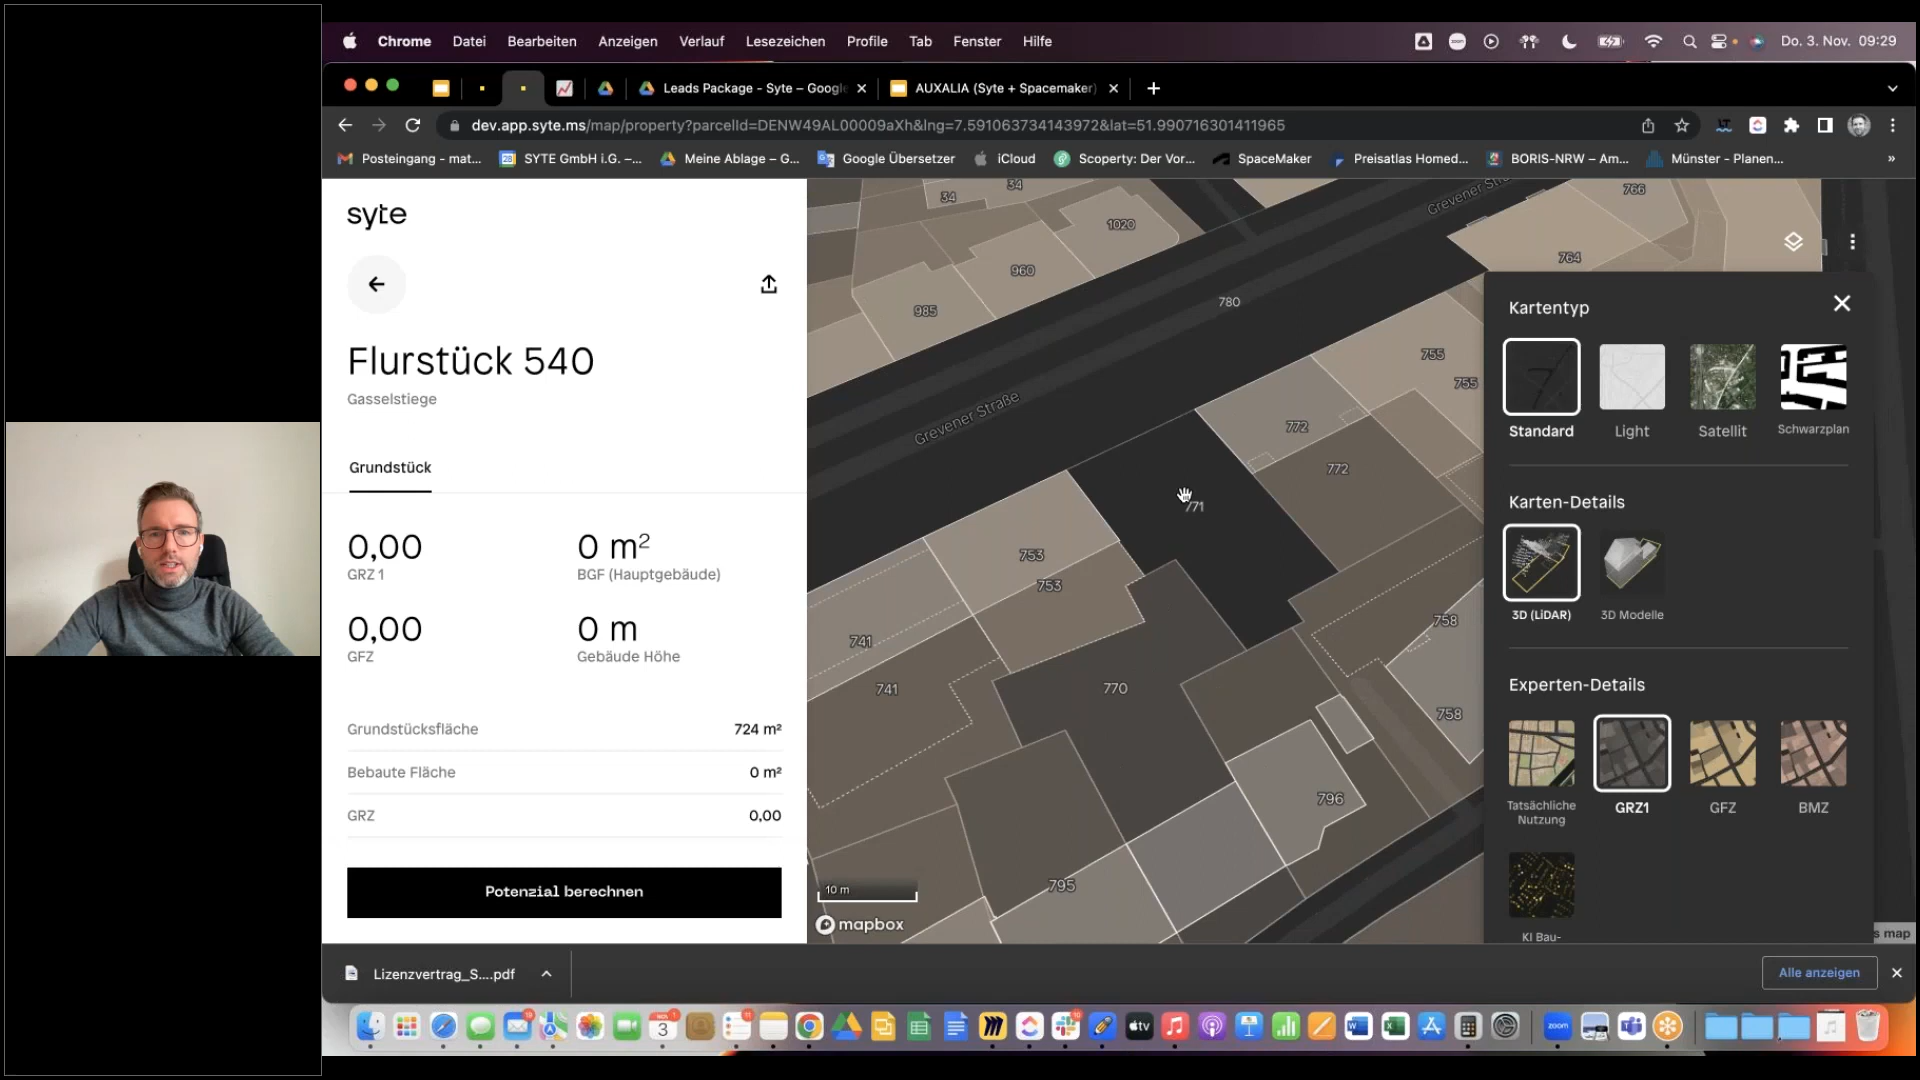 Chrome Datei Bearbeiten Anzeigen Verlauf Lesezeichen Profile Tab Fenster Hilfe
Do. 3. Nov. 09:29
Leads Package - Syte – Google
AUXALIA (Syte + Spacemaker)
dev.app.syte.ms/map/property?parcelId=DENW49AL00009aXh&lng=7.591063734143972&lat=51.990716301411965
Posteingang - mat...
SYTE GmbH i.G. –...
Meine Ablage – G...
Google Übersetzer
iCloud
Scoperty: Der Vor...
SpaceMaker
Preisatlas Homed...
BORIS-NRW – Am...
Münster - Planen...
»
syte
Flurstück 540
Gasselstiege
Grundstück
0,00
GRZ 1
0 m²
BGF (Hauptgebäude)
0,00
GFZ
0 m
Gebäude Höhe
Grundstücksfläche 724 m²
Bebaute Fläche 0 m²
GRZ 0,00
Potenzial berechnen
34
34
1020
960
985
780
Grevener Straße
Grevener
766
764
755
755
772
772
771
753
753
741
741
770
758
758
796
795
10 m
mapbox
Kartentyp
Standard
Light
Satellit
Schwarzplan
Karten-Details
3D (LiDAR)
3D Modelle
Experten-Details
Tatsächliche
Nutzung
GRZ1
GFZ
BMZ
KI Bau-
s map
Lizenzvertrag_S....pdf
Alle anzeigen